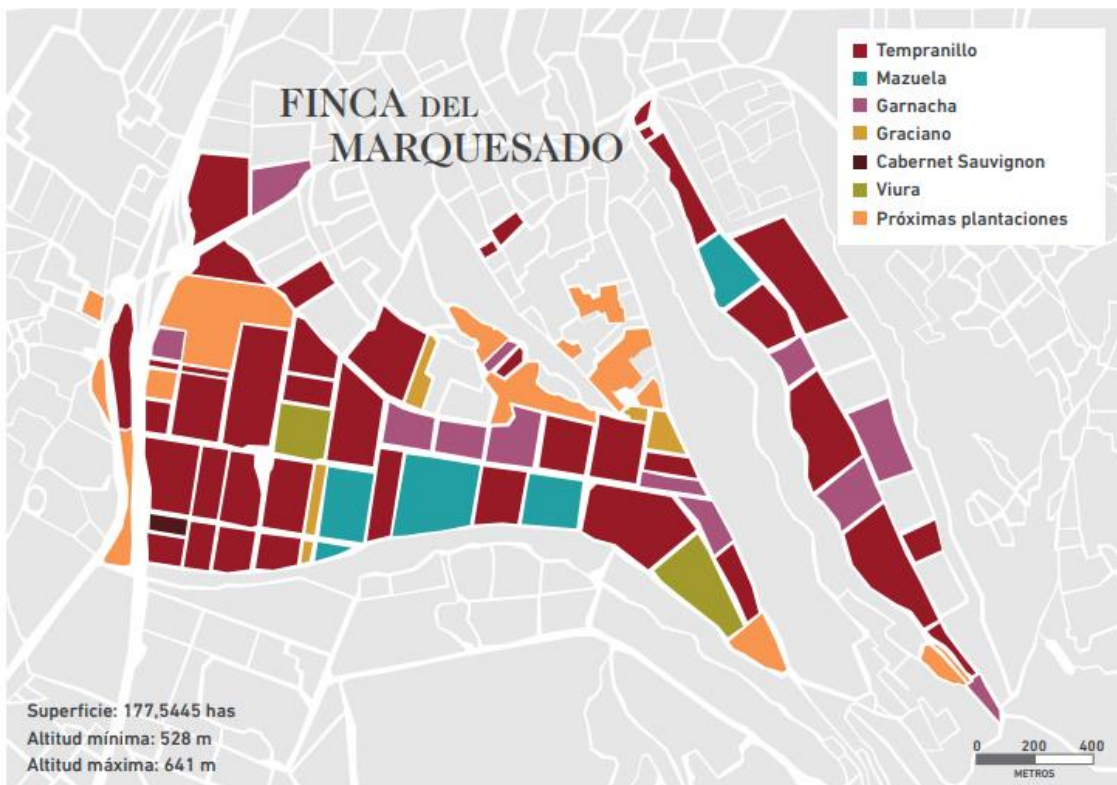 FINCA DEL
MARQUESADO
Tempranillo
Mazuela
Garnacha
Graciano
Cabernet Sauvignon
Viura
Próximas plantaciones
Superficie: 177,5445 has
Altitud mínima: 528 m
Altitud máxima: 641 m
0 200 400
METROS